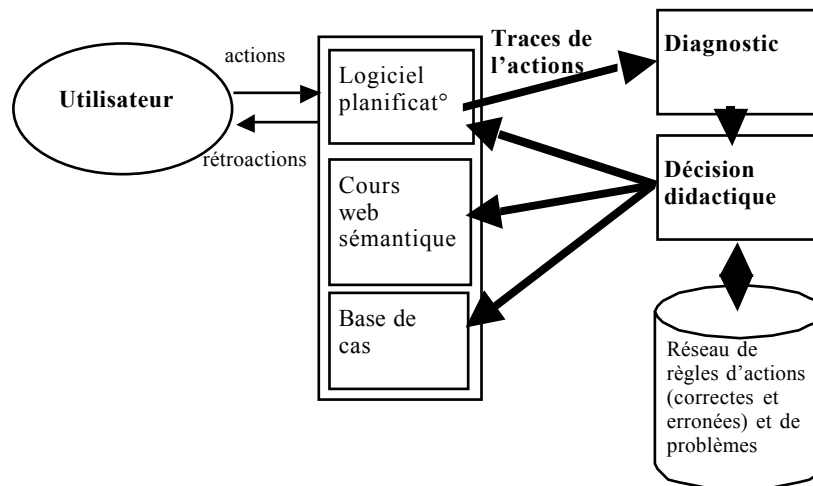 Utilisateur
actions
rétroactions
Logiciel
planificat°
Cours
web
sémantique
Base de
cas
Traces de
l'actions
Diagnostic
Décision
didactique
Réseau de
règles d'actions
(correctes et
erronées) et de
problèmes